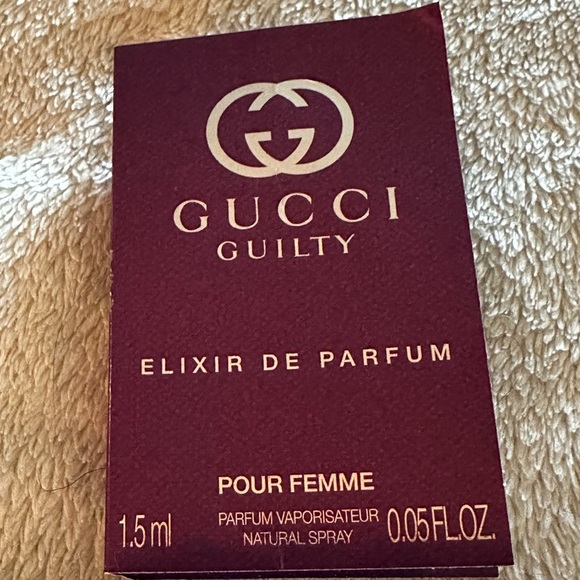 GUCCI
GUILTY
ELIXIR DE PARFUM
POUR FEMME
1.5 ml PARFUM VAPORISATEUR 0.05 FL.OZ.
NATURAL SPRAY